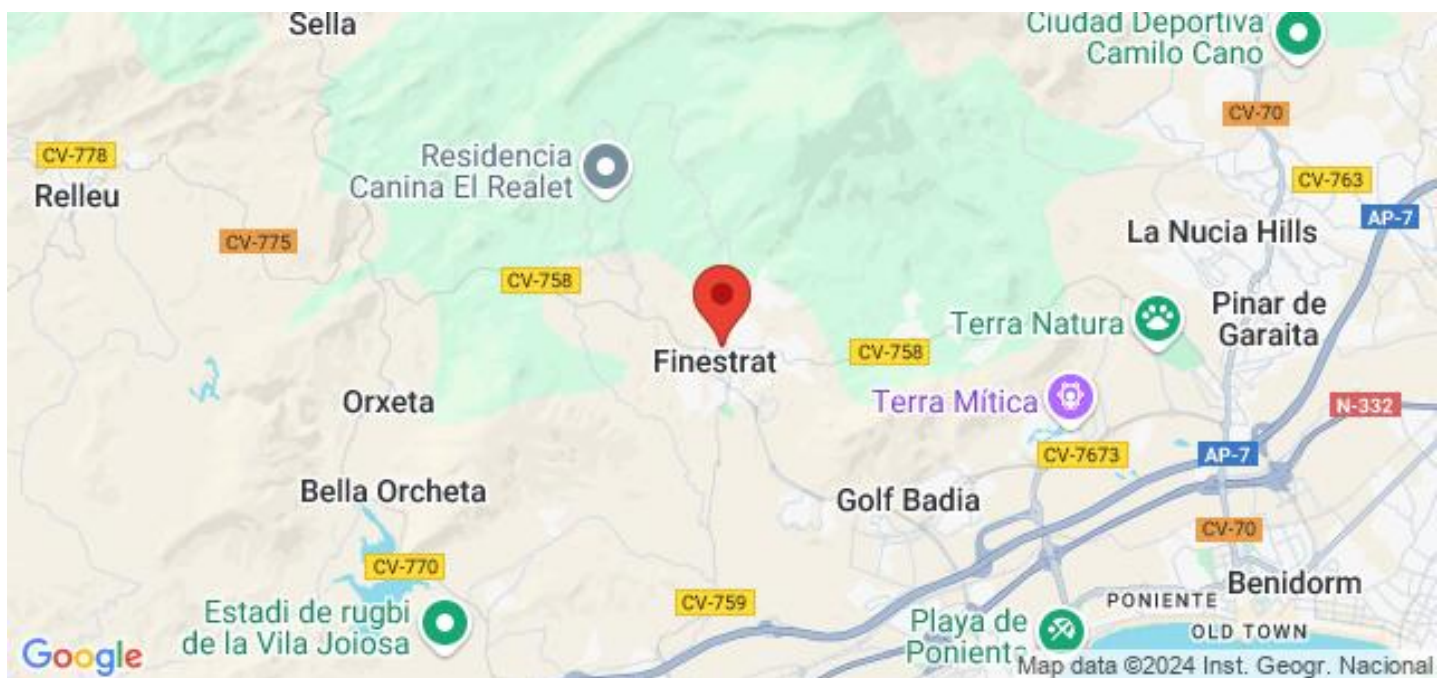 Sella
Ciudad Deportiva
Camilo Cano
CV-70
CV-778
Residencia
Canina El Realet
CV-763
Relleu
AP-7
La Nucia Hills
CV-775
CV-758
Pinar de
Garaita
Terra Natura
Finestrat
CV-758
Orxeta
Terra Mítica
N-332
CV-7673
AP-7
Bella Orcheta
Golf Badia
CV-70
CV-770
Benidorm
CV-759
PONIENTE
Estadi de rugbi
de la Vila Joiosa
Playa de
Poniente
OLD TOWN
Google
Map data ©2024 Inst. Geogr. Nacional